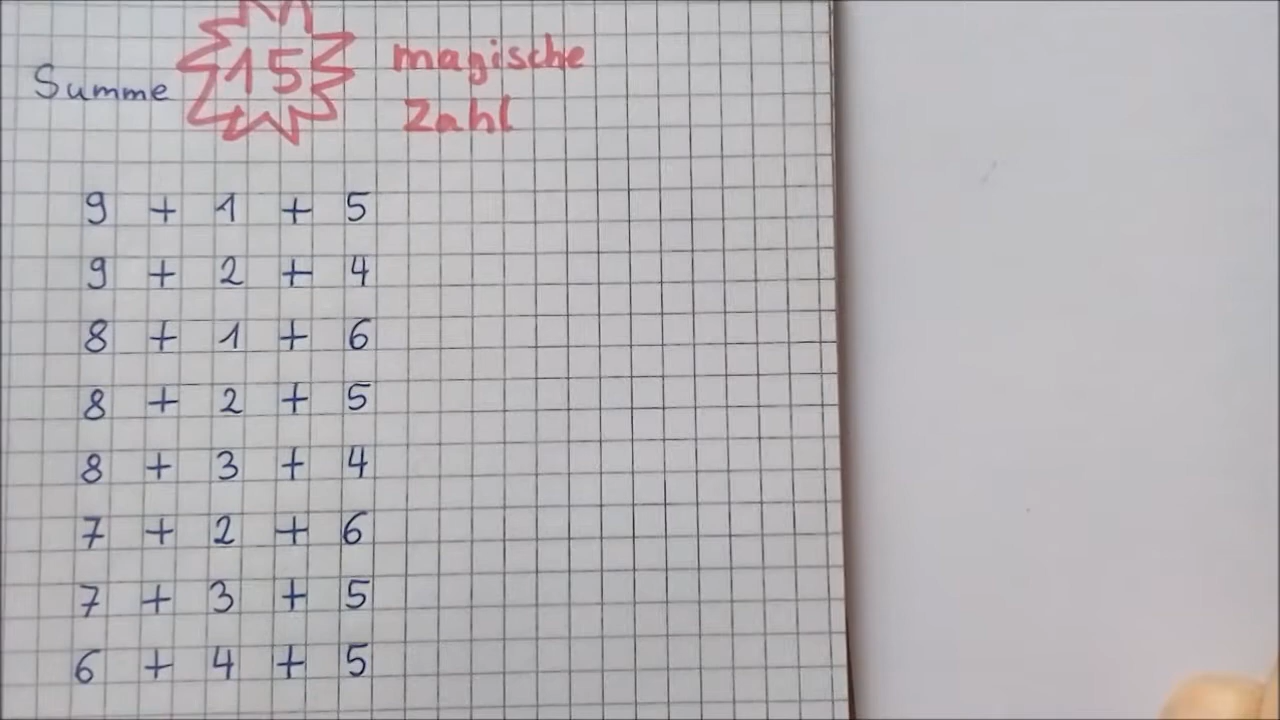 Summe 15 magische
Zahl
9 + 1 + 5
9 + 2 + 4
8 + 1 + 6
8 + 2 + 5
8 + 3 + 4
7 + 2 + 6
7 + 3 + 5
6 + 4 + 5